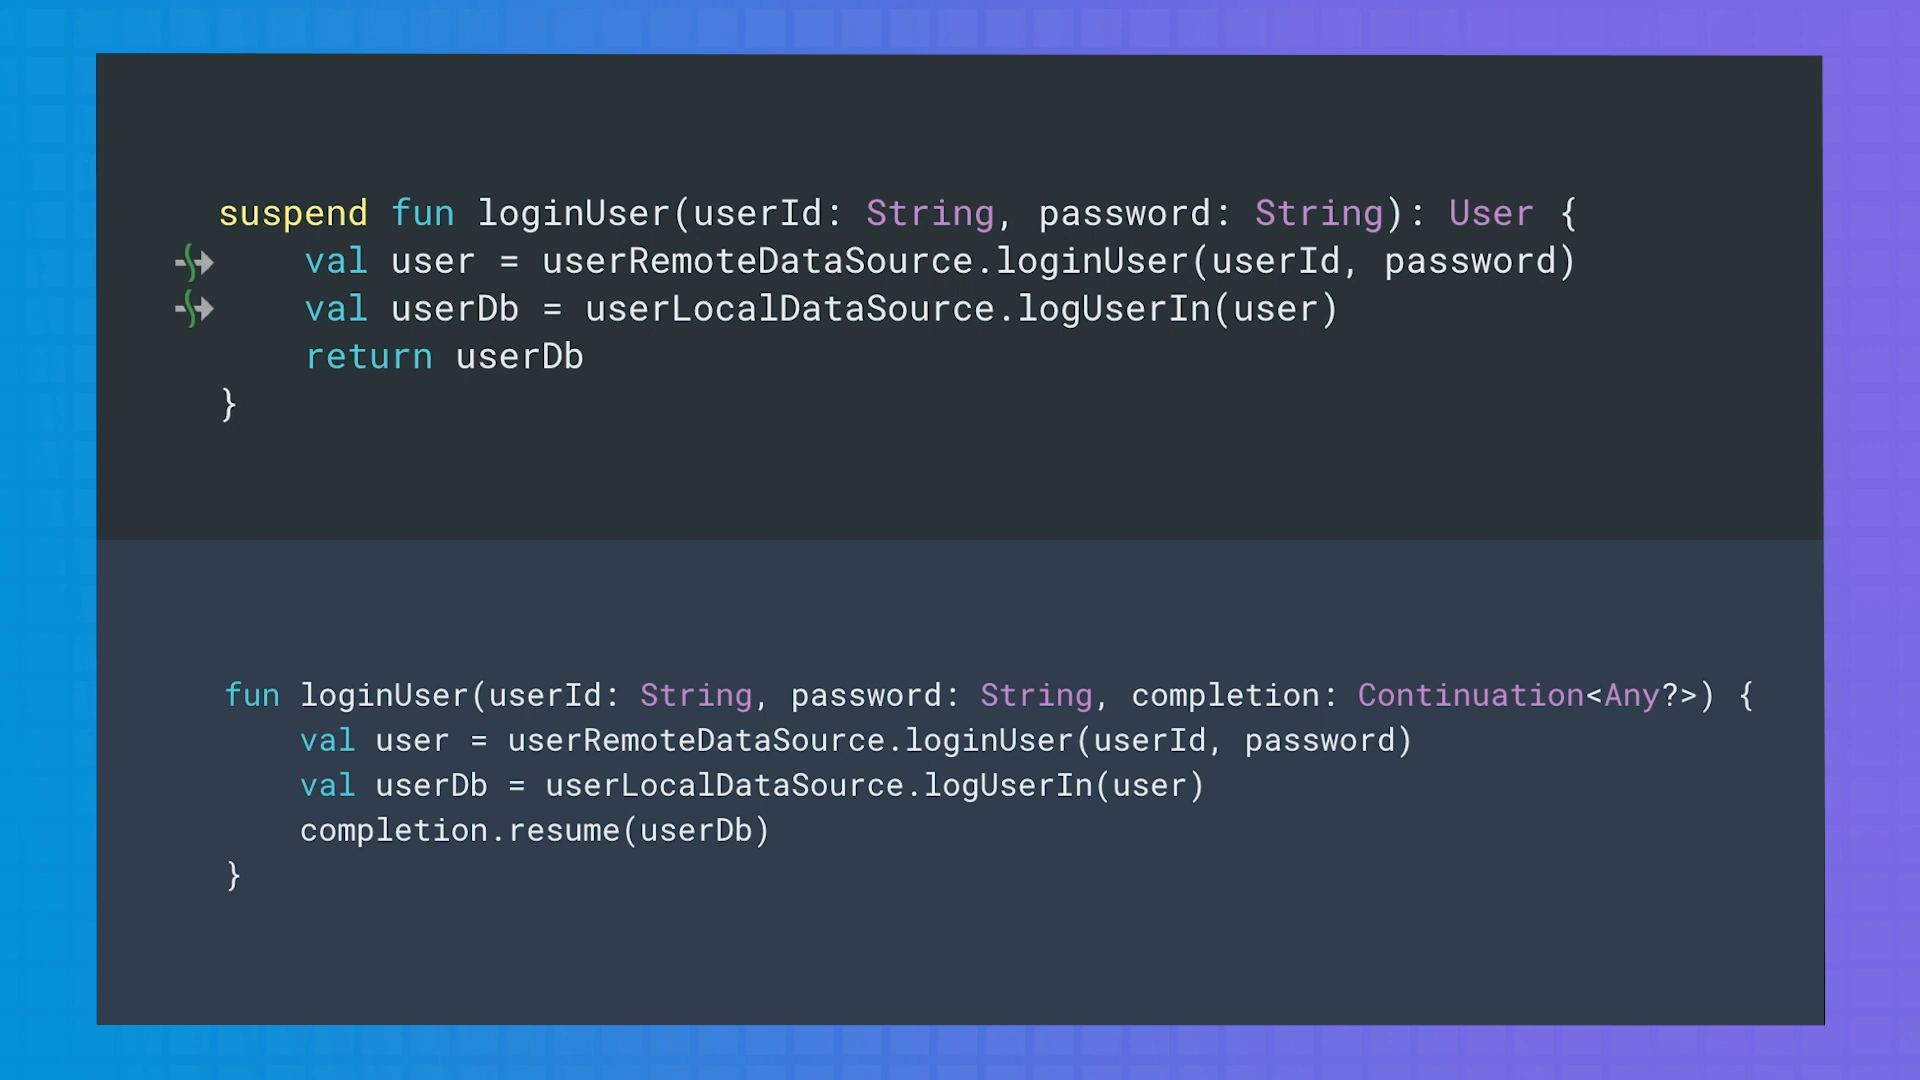 suspend fun loginUser(userId: String, password: String): User {
    val user = userRemoteDataSource.loginUser(userId, password)
    val userDb = userLocalDataSource.logUserIn(user)
    return userDb
}
fun loginUser(userId: String, password: String, completion: Continuation<Any?>) {
    val user = userRemoteDataSource.loginUser(userId, password)
    val userDb = userLocalDataSource.logUserIn(user)
    completion.resume(userDb)
}